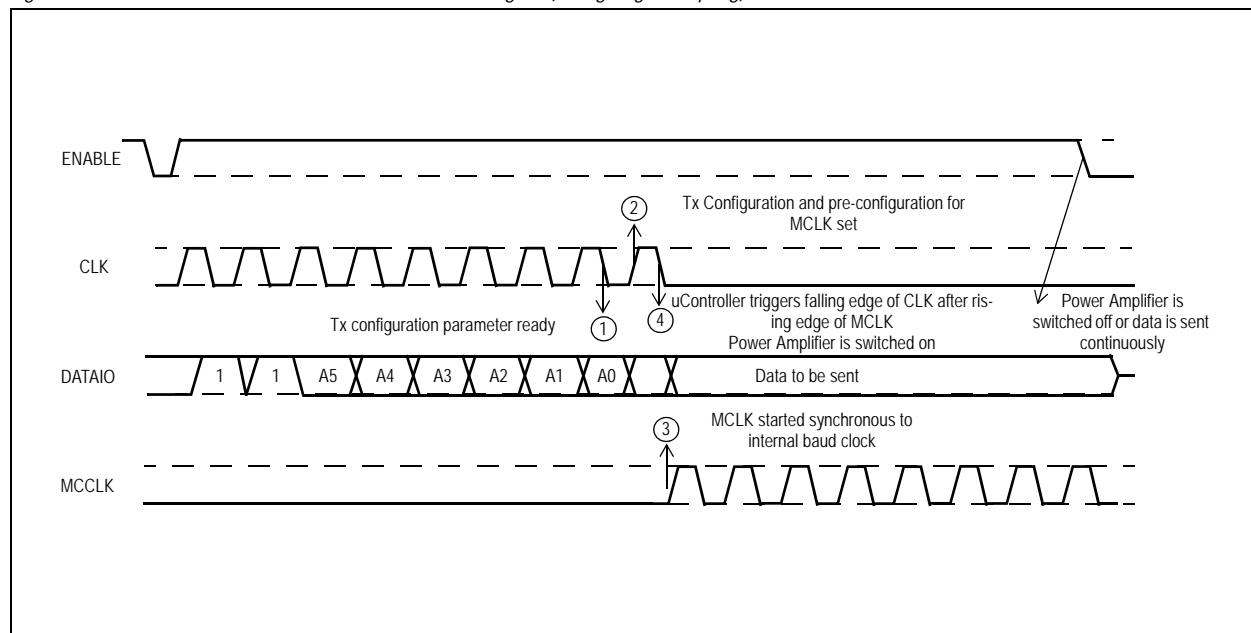 ENABLE
2
Tx Configuration and pre-configuration for
MCLK set
CLK
1
4
Tx configuration parameter ready
uController triggers falling edge of CLK after ris-
ing edge of MCLK
Power Amplifier is switched on
Power Amplifier is
switched off or data is sent
continuously
DATAIO
1 1 A5 A4 A3 A2 A1 A0 Data to be sent
3
MCLK started synchronous to
internal baud clock
MCCLK